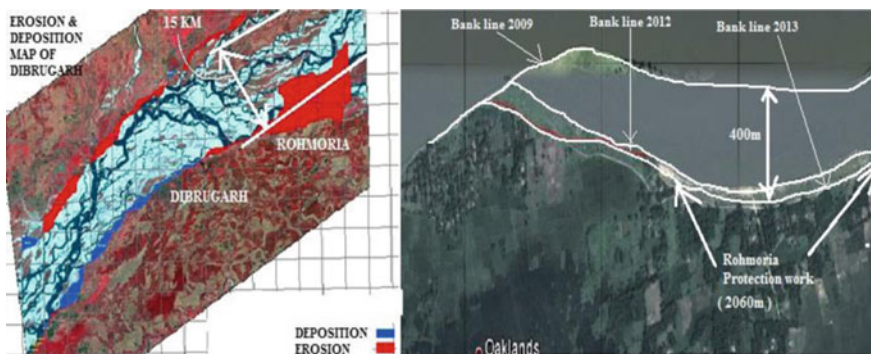 EROSION &
DEPOSITION
MAP OF
DIBRUGARH
15 KM
ROHMORIA
DIBRUGARH
DEPOSITION
EROSION
Bank line 2009
Bank line 2012
Bank line 2013
400m
Rohmoria
Protection work
( 2060m )
Oaklands